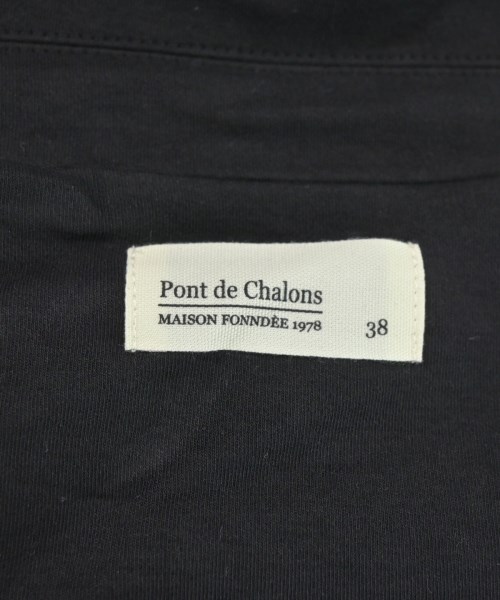 Pont de Chalons
MAISON FONNDÈE 1978
38